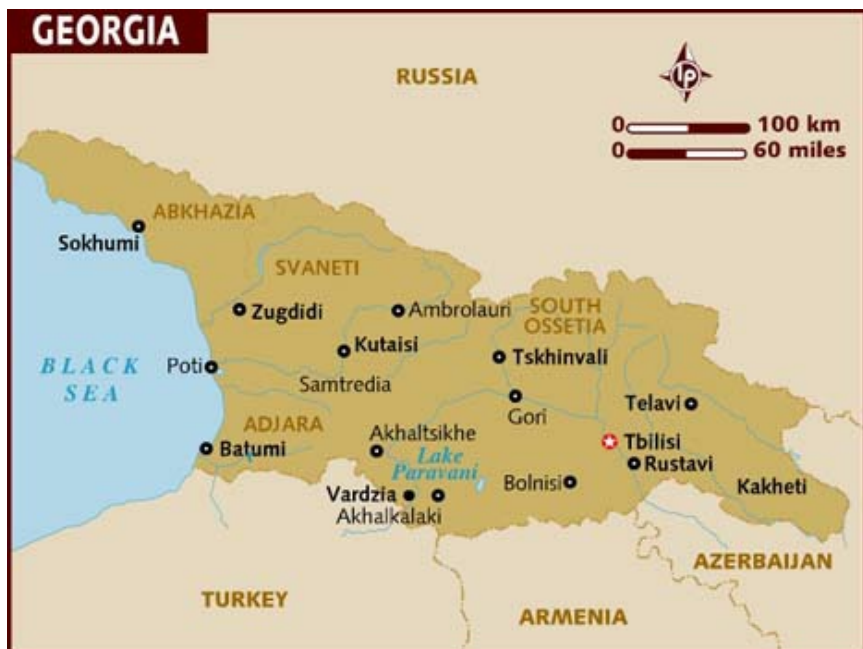 GEORGIA
RUSSIA
lp
0 100 km
0 60 miles
ABKHAZIA
Sokhumi
SVANETI
Zugdidi
Ambrolauri
SOUTH
OSSETIA
Kutaisi
Tskhinvali
Poti
BLACK
SEA
Samtredia
Gori
Telavi
ADJARA
Batumi
Akhaltsikhe
Tbilisi
Lake
Paravani
Rustavi
Bolnisi
Kakheti
Vardzia
Akhalkalaki
AZERBAIJAN
TURKEY
ARMENIA